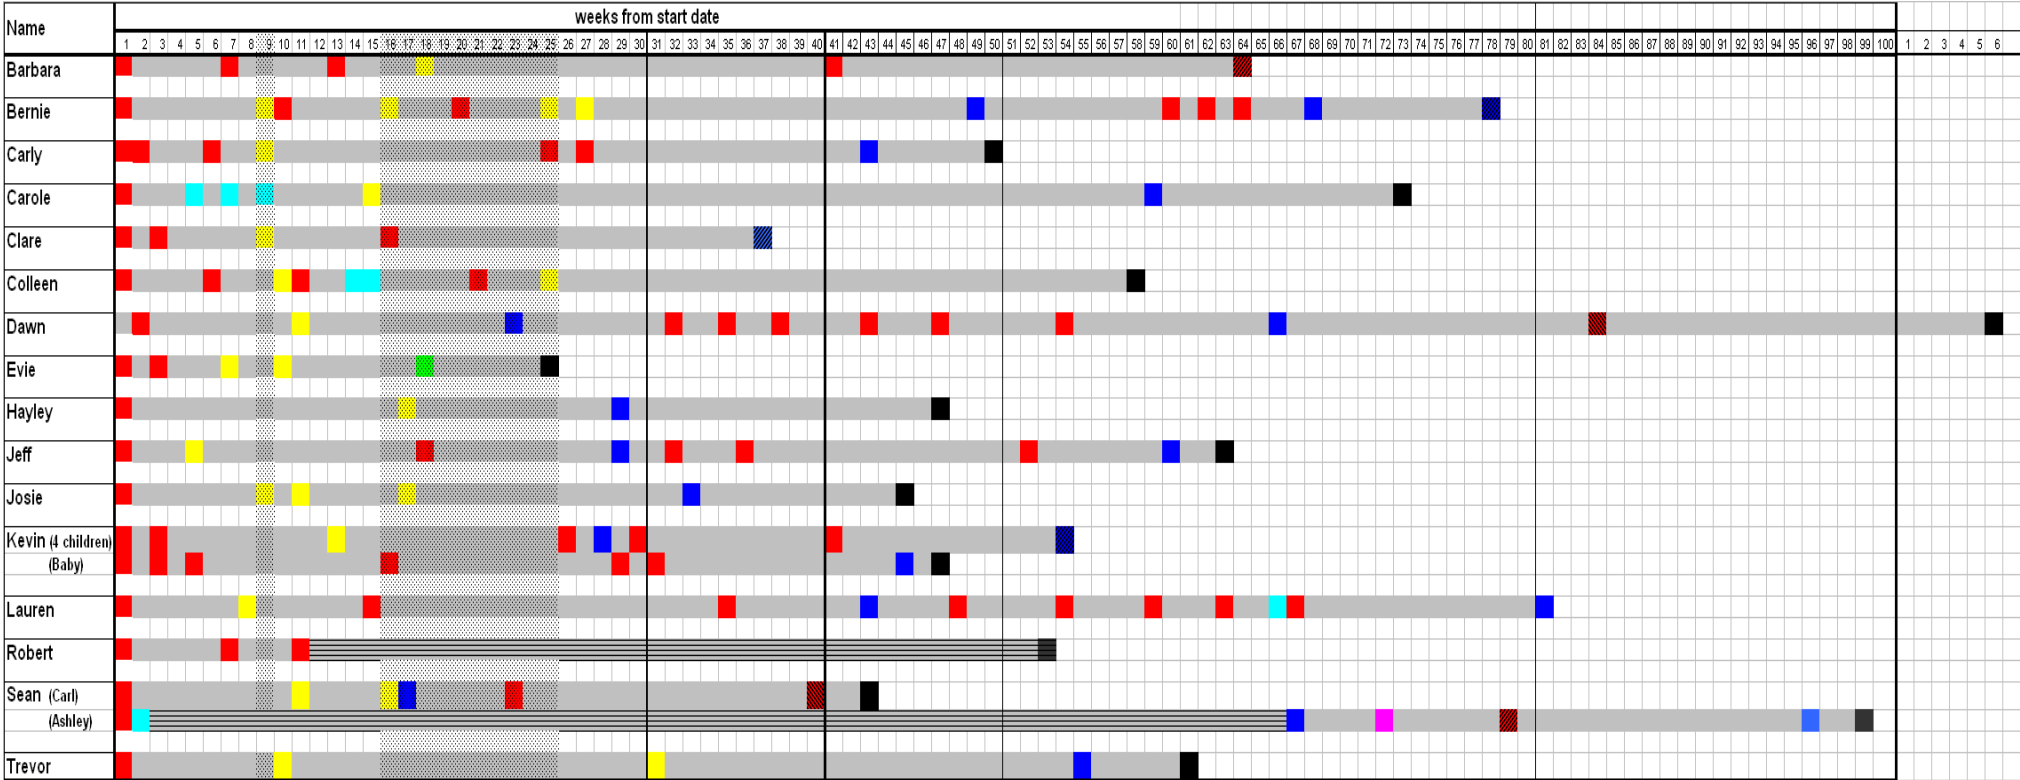 Name
weeks from start date
1 2 3 4 5 6 7 8 9 10 11 12 13 14 15 16 17 18 19 20 21 22 23 24 25 26 27 28 29 30 31 32 33 34 35 36 37 38 39 40 41 42 43 44 45 46 47 48 49 50 51 52 53 54 55 56 57 58 59 60 61 62 63 64 65 66 67 68 69 70 71 72 73 74 75 76 77 78 79 80 81 82 83 84 85 86 87 88 89 90 91 92 93 94 95 96 97 98 99 100 1 2 3 4 5 6
Barbara
Bernie
Carly
Carole
Clare
Colleen
Dawn
Evie
Hayley
Jeff
Josie
Kevin (4 children)
(Baby)
Lauren
Robert
Sean (Carl)
(Ashley)
Trevor